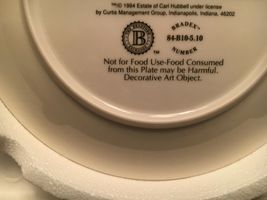 ™/© 1994 Estate of Carl Hubbell under license
by Curtis Management Group, Indianapolis, Indiana, 46202
BRADEX
84-B10-5.10
NUMBER
B
™
Not for Food Use-Food Consumed
from this Plate may be Harmful.
Decorative Art Object.